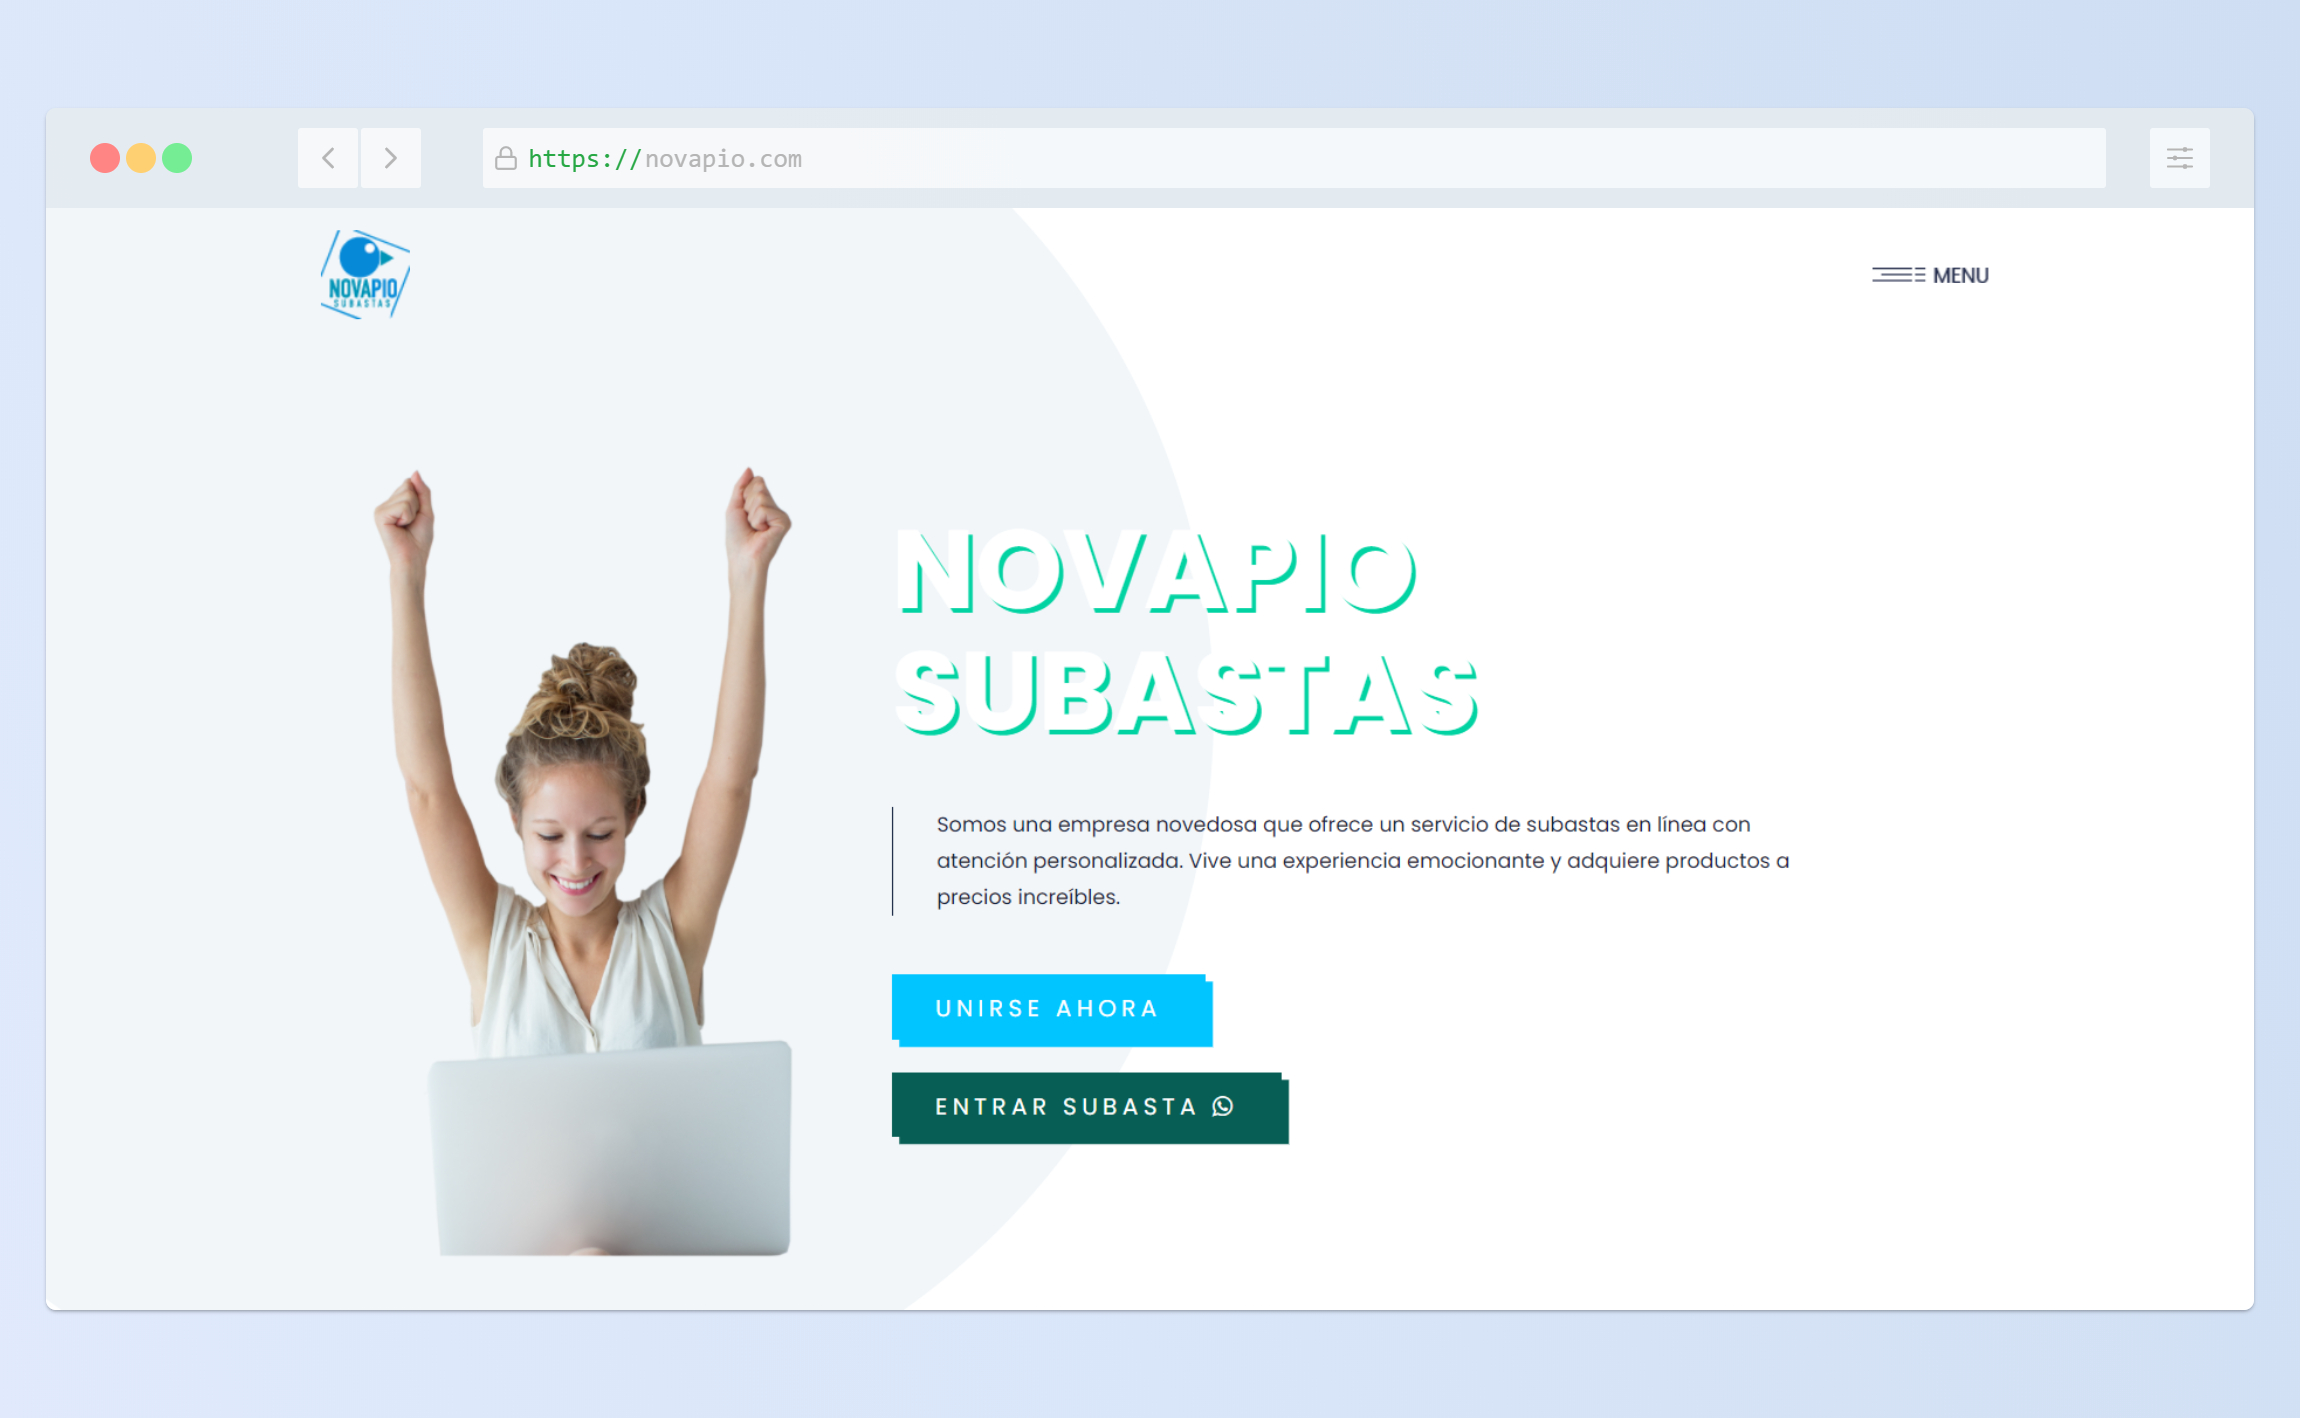 https://novapio.com
NOVAPIO
SUBASTAS
MENU
NOVAPIO
SUBASTAS
Somos una empresa novedosa que ofrece un servicio de subastas en línea con
atención personalizada. Vive una experiencia emocionante y adquiere productos a
precios increíbles.
UNIRSE AHORA
ENTRAR SUBASTA